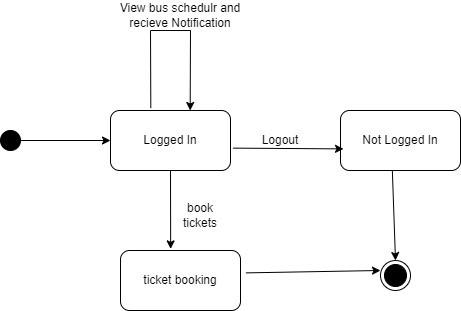 View bus schedulr and
recieve Notification
Logged In
Logout
Not Logged In
book
tickets
ticket booking